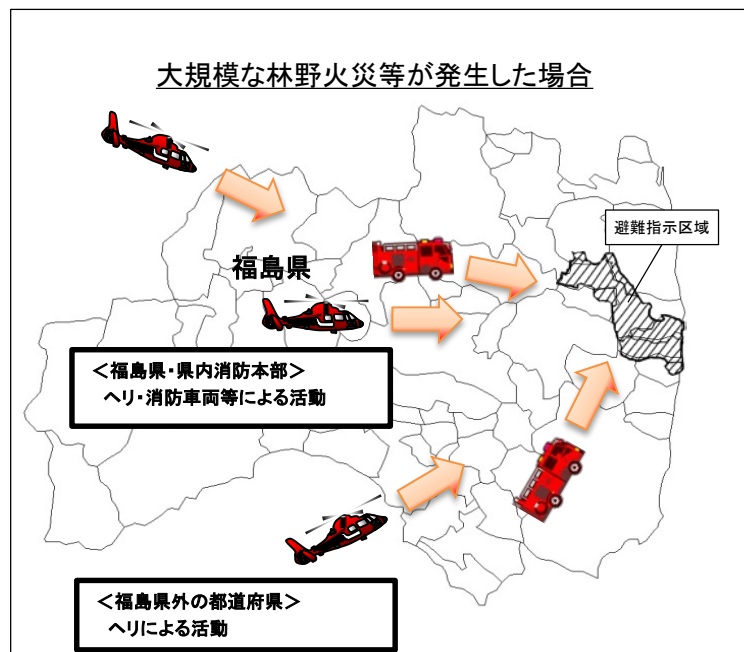 大規模な林野火災等が発生した場合
避難指示区域
福島県
＜福島県・県内消防本部＞
ヘリ・消防車両等による活動
＜福島県外の都道府県＞
ヘリによる活動